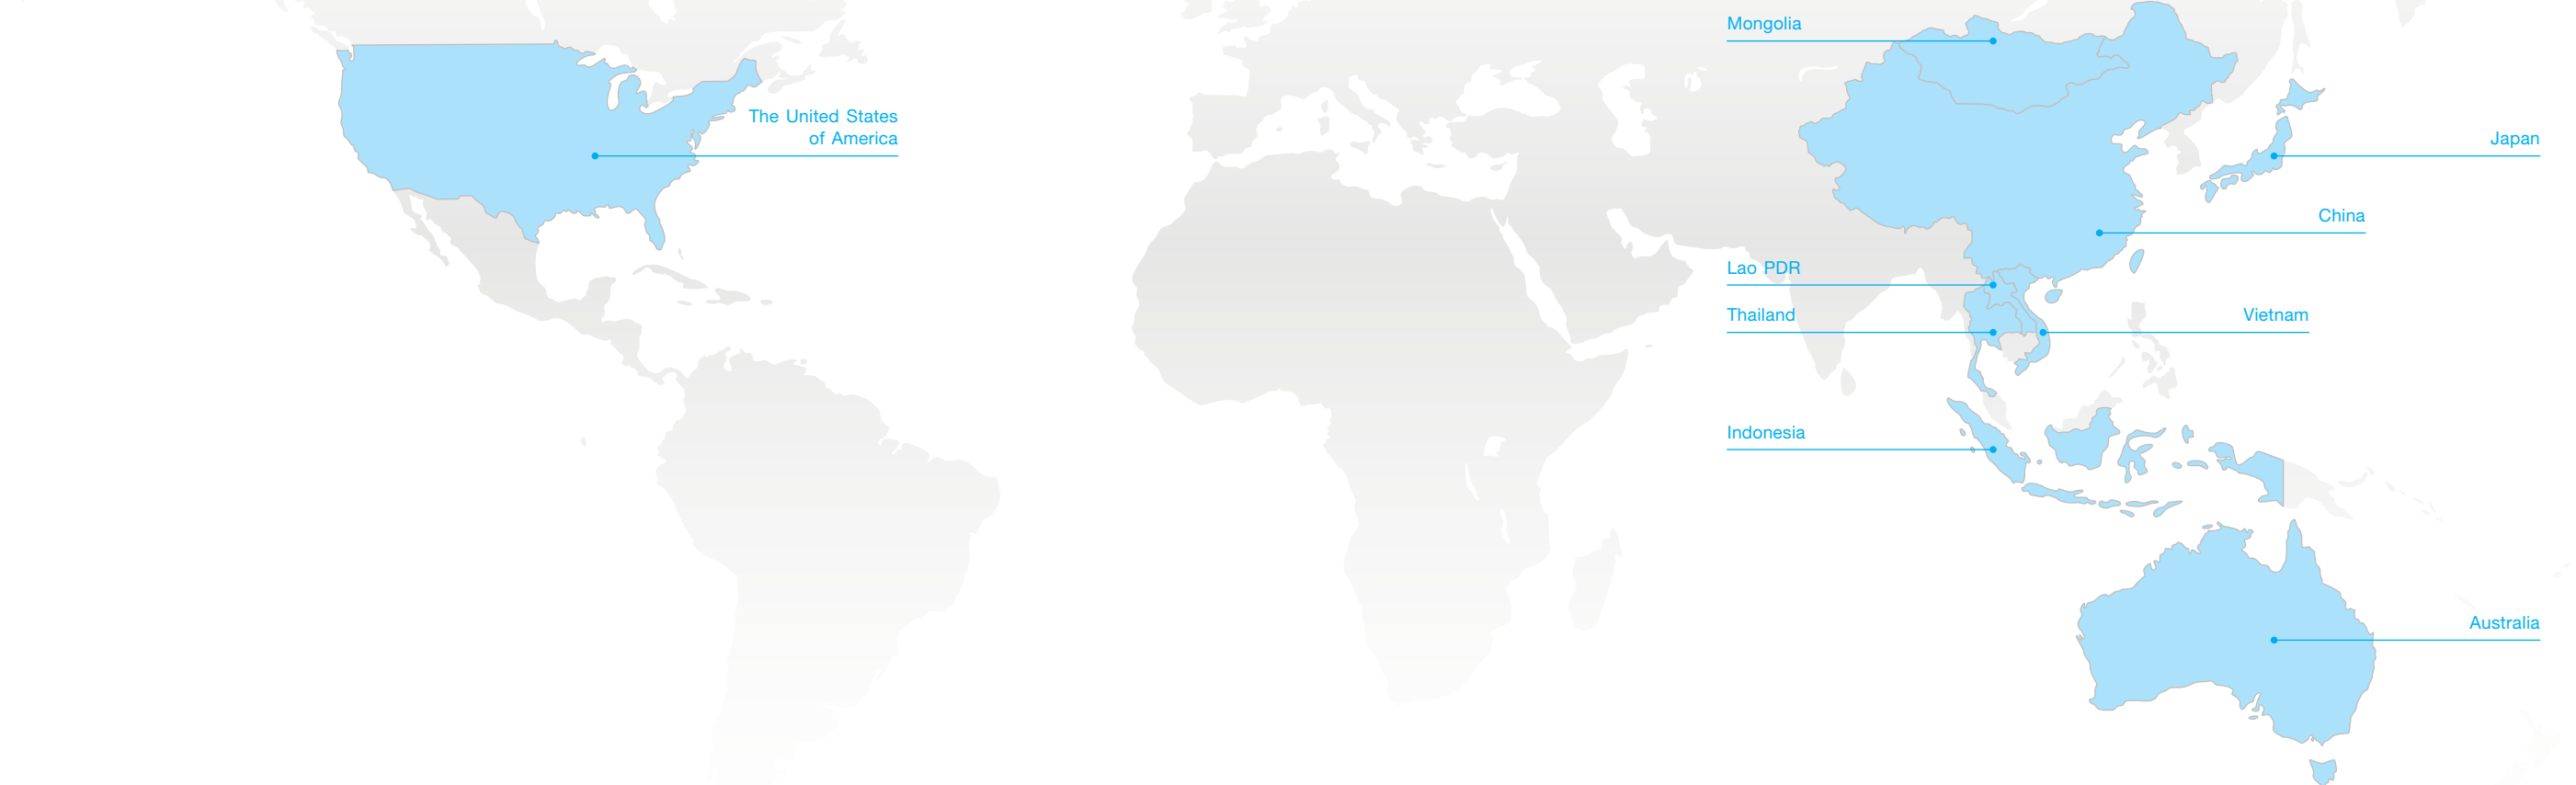 Mongolia
The United States
of America
Japan
China
Lao PDR
Thailand
Vietnam
Indonesia
Australia